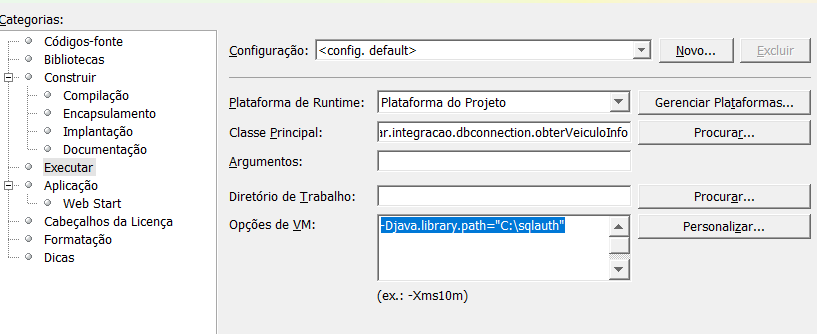 Categorias:
Códigos-fonte
Bibliotecas
Construir
Compilação
Encapsulamento
Implantação
Documentação
Executar
Aplicação
Web Start
Cabeçalhos da Licença
Formatação
Dicas
Configuração: <config. default> Novo... Excluir
Plataforma de Runtime: Plataforma do Projeto Gerenciar Plataformas...
Classe Principal: ar.integracao.dbconnection.obterVeiculoInfo Procurar...
Argumentos:
Diretório de Trabalho: Procurar...
Opções de VM: -Djava.library.path="C:\sqlauth" Personalizar...
(ex.: -Xms10m)